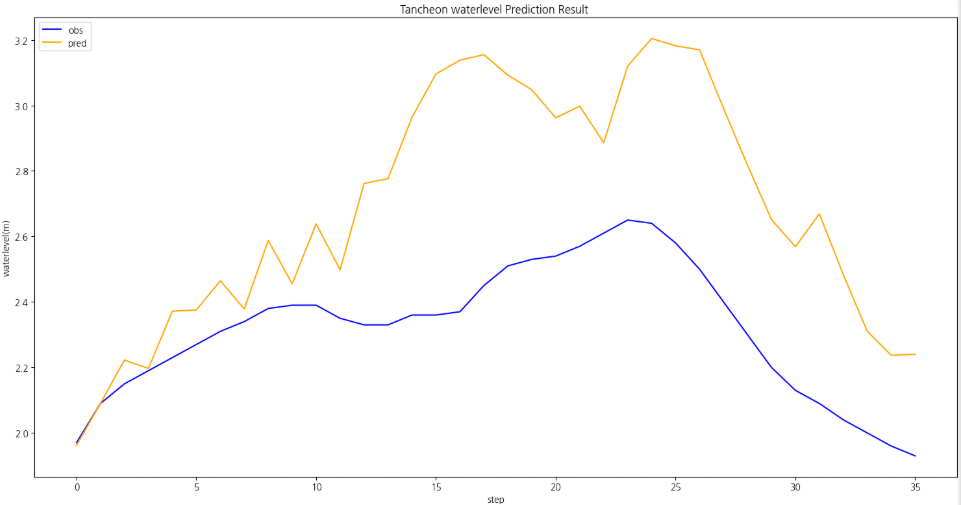 Tancheon waterlevel Prediction Result
obs
pred
3.2
3.0
2.8
2.6
2.4
2.2
2.0
waterlevel(m)
0 5 10 15 20 25 30 35
step